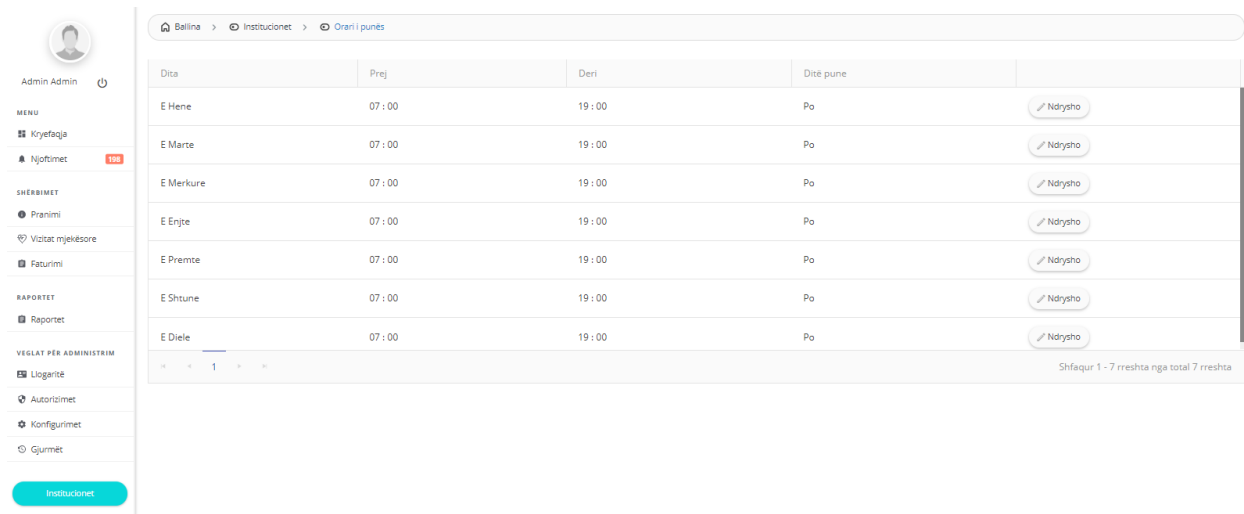 Ballina > Institucionet > Orari i punës
Admin Admin
MENU
Kryefaqja
Njoftimet 198
SHËRBIMET
Pranimi
Vizitat mjekësore
Faturimi
RAPORTET
Raportet
VEGLAT PËR ADMINISTRIM
Llogaritë
Autorizimet
Konfigurimet
Gjurmët
Institucionet
Dita Prej Deri Ditë pune
E Hene 07 : 00 19 : 00 Po Ndrysho
E Marte 07 : 00 19 : 00 Po Ndrysho
E Merkure 07 : 00 19 : 00 Po Ndrysho
E Enjte 07 : 00 19 : 00 Po Ndrysho
E Premte 07 : 00 19 : 00 Po Ndrysho
E Shtune 07 : 00 19 : 00 Po Ndrysho
E Diele 07 : 00 19 : 00 Po Ndrysho
1 Shfaqur 1 - 7 rreshta nga total 7 rreshta